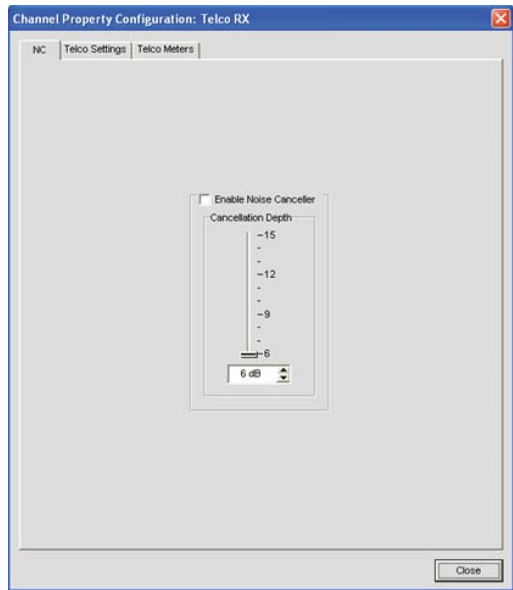 Channel Property Configuration: Telco RX
NC
Telco Settings
Telco Meters
Enable Noise Canceller
Cancellation Depth
-15
-
-
-12
-
-
-9
-
-
-6
6 dB
Close